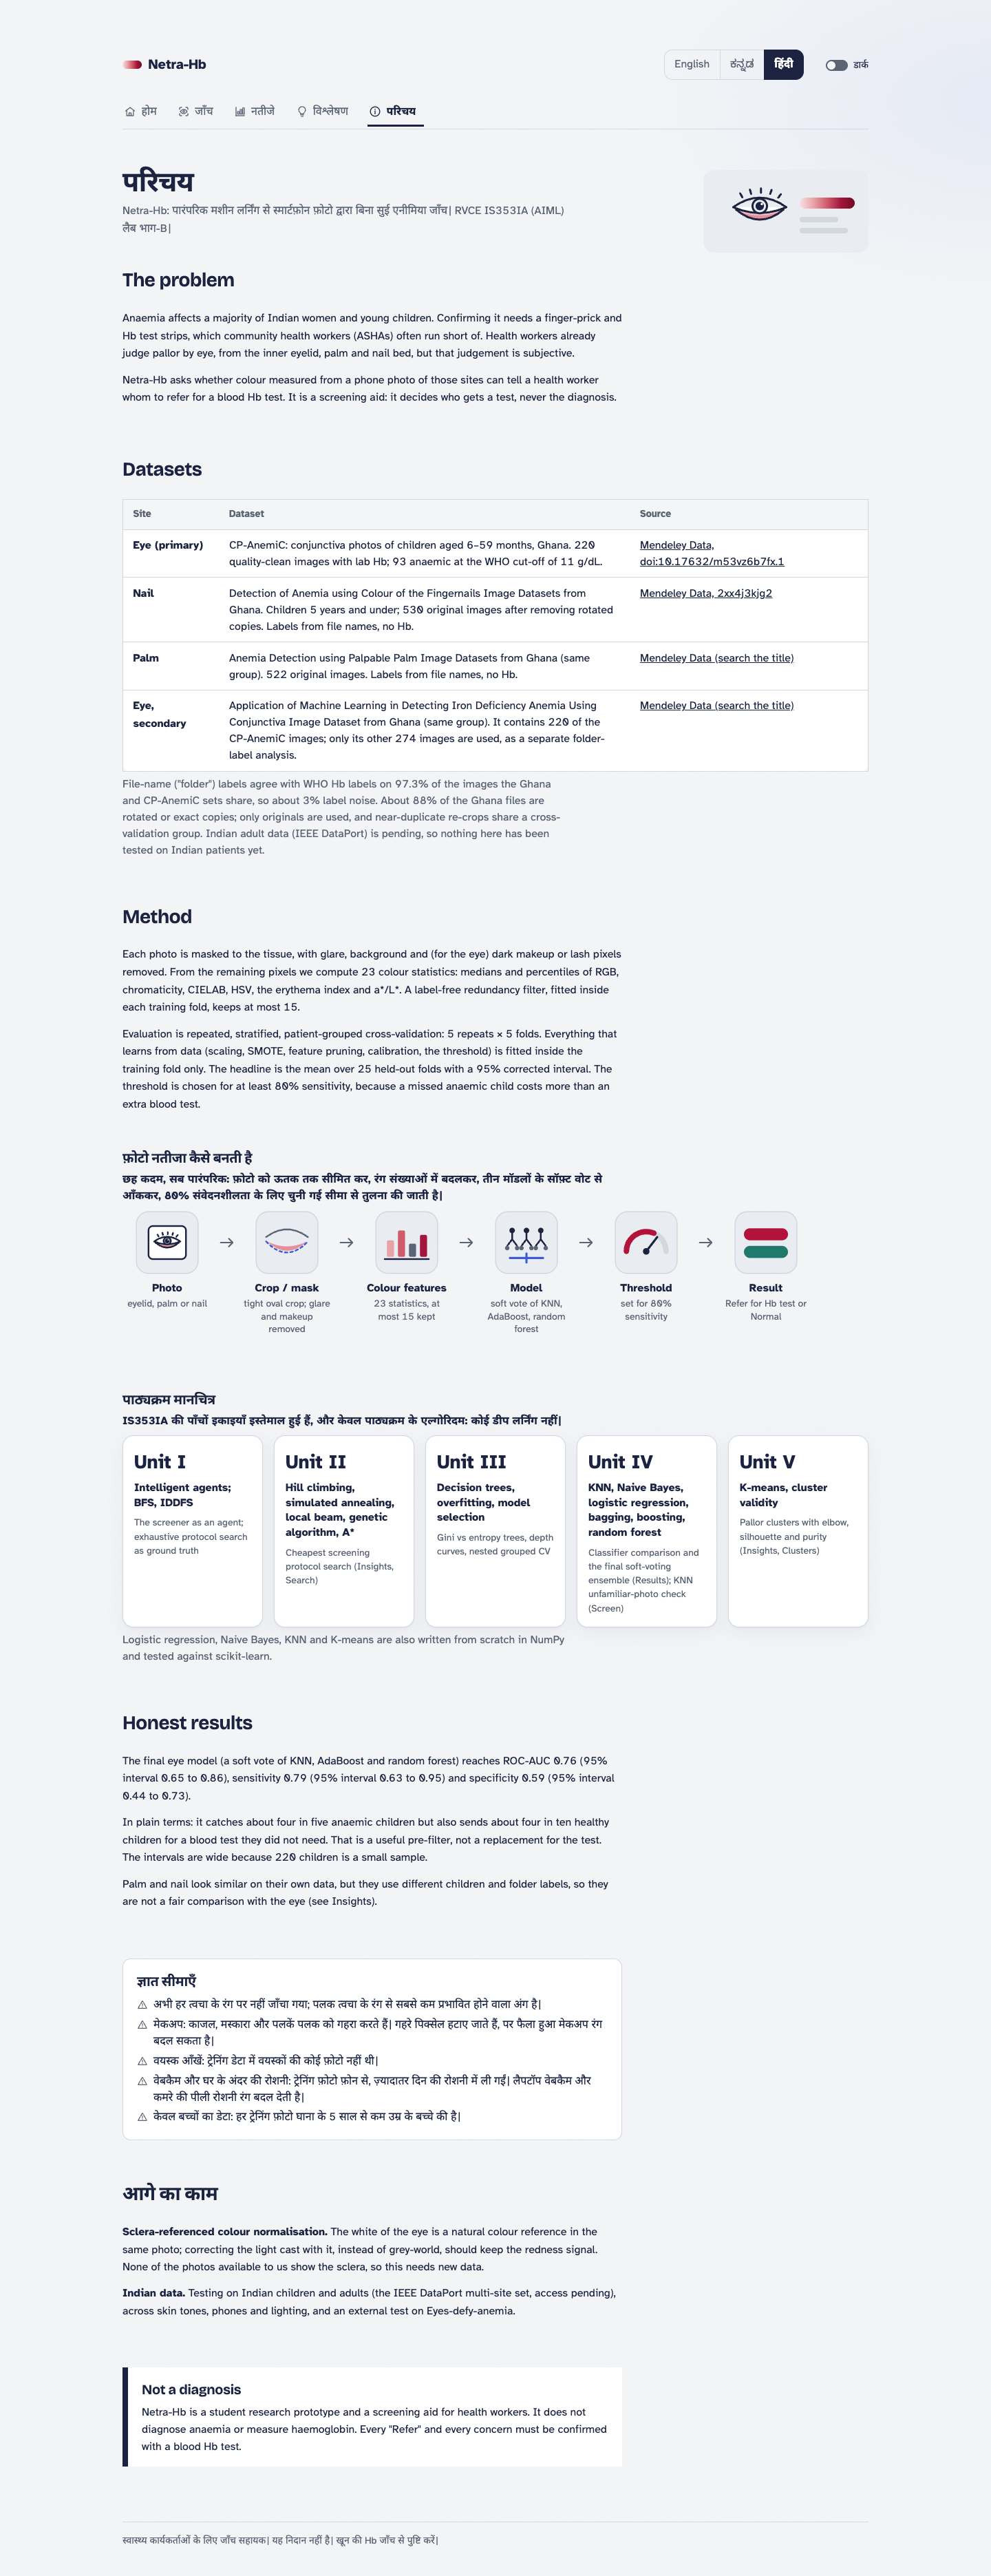 Netra-Hb
English ಕನ್ನಡ हिंदी डार्क
होम जाँच नतीजे विश्लेषण परिचय
परिचय
Netra-Hb: पारंपरिक मशीन लर्निंग से स्मार्टफ़ोन फ़ोटो द्वारा बिना सुई एनीमिया जाँच| RVCE IS353IA (AIML)
लैब भाग-B|
The problem
Anaemia affects a majority of Indian women and young children. Confirming it needs a finger-prick and
Hb test strips, which community health workers (ASHAs) often run short of. Health workers already
judge pallor by eye, from the inner eyelid, palm and nail bed, but that judgement is subjective.
Netra-Hb asks whether colour measured from a phone photo of those sites can tell a health worker
whom to refer for a blood Hb test. It is a screening aid: it decides who gets a test, never the diagnosis.
Datasets
Site Dataset Source
Eye (primary)
CP-AnemiC: conjunctiva photos of children aged 6–59 months, Ghana. 220
quality-clean images with lab Hb; 93 anaemic at the WHO cut-off of 11 g/dL.
Mendeley Data,
doi:10.17632/m53vz6b7fx.1
Nail
Detection of Anemia using Colour of the Fingernails Image Datasets from
Ghana. Children 5 years and under; 530 original images after removing rotated
copies. Labels from file names, no Hb.
Mendeley Data, 2xx4j3kjg2
Palm
Anemia Detection using Palpable Palm Image Datasets from Ghana (same
group). 522 original images. Labels from file names, no Hb.
Mendeley Data (search the title)
Eye,
secondary
Application of Machine Learning in Detecting Iron Deficiency Anemia Using
Conjunctiva Image Dataset from Ghana (same group). It contains 220 of the
CP-AnemiC images; only its other 274 images are used, as a separate folder-
label analysis.
Mendeley Data (search the title)
File-name ("folder") labels agree with WHO Hb labels on 97.3% of the images the Ghana
and CP-AnemiC sets share, so about 3% label noise. About 88% of the Ghana files are
rotated or exact copies; only originals are used, and near-duplicate re-crops share a cross-
validation group. Indian adult data (IEEE DataPort) is pending, so nothing here has been
tested on Indian patients yet.
Method
Each photo is masked to the tissue, with glare, background and (for the eye) dark makeup or lash pixels
removed. From the remaining pixels we compute 23 colour statistics: medians and percentiles of RGB,
chromaticity, CIELAB, HSV, the erythema index and a*/L*. A label-free redundancy filter, fitted inside
each training fold, keeps at most 15.
Evaluation is repeated, stratified, patient-grouped cross-validation: 5 repeats × 5 folds. Everything that
learns from data (scaling, SMOTE, feature pruning, calibration, the threshold) is fitted inside the
training fold only. The headline is the mean over 25 held-out folds with a 95% corrected interval. The
threshold is chosen for at least 80% sensitivity, because a missed anaemic child costs more than an
extra blood test.
फ़ोटो नतीजा कैसे बनती है
छह कदम, सब पारंपरिक: फ़ोटो को ऊतक तक सीमित कर, रंग संख्याओं में बदलकर, तीन मॉडलों के सॉफ़्ट वोट से
आँककर, 80% संवेदनशीलता के लिए चुनी गई सीमा से तुलना की जाती है|
Photo
eyelid, palm or nail
Crop / mask
tight oval crop; glare
and makeup
removed
Colour features
23 statistics, at
most 15 kept
Model
soft vote of KNN,
AdaBoost, random
forest
Threshold
set for 80%
sensitivity
Result
Refer for Hb test or
Normal
पाठ्यक्रम मानचित्र
IS353IA की पाँचों इकाइयाँ इस्तेमाल हुई हैं, और केवल पाठ्यक्रम के एल्गोरिदम: कोई डीप लर्निंग नहीं|
Unit I
Intelligent agents;
BFS, IDDFS
The screener as an agent;
exhaustive protocol search
as ground truth
Unit II
Hill climbing,
simulated annealing,
local beam, genetic
algorithm, A*
Cheapest screening
protocol search (Insights,
Search)
Unit III
Decision trees,
overfitting, model
selection
Gini vs entropy trees, depth
curves, nested grouped CV
Unit IV
KNN, Naive Bayes,
logistic regression,
bagging, boosting,
random forest
Classifier comparison and
the final soft-voting
ensemble (Results); KNN
unfamiliar-photo check
(Screen)
Unit V
K-means, cluster
validity
Pallor clusters with elbow,
silhouette and purity
(Insights, Clusters)
Logistic regression, Naive Bayes, KNN and K-means are also written from scratch in NumPy
and tested against scikit-learn.
Honest results
The final eye model (a soft vote of KNN, AdaBoost and random forest) reaches ROC-AUC 0.76 (95%
interval 0.65 to 0.86), sensitivity 0.79 (95% interval 0.63 to 0.95) and specificity 0.59 (95% interval
0.44 to 0.73).
In plain terms: it catches about four in five anaemic children but also sends about four in ten healthy
children for a blood test they did not need. That is a useful pre-filter, not a replacement for the test.
The intervals are wide because 220 children is a small sample.
Palm and nail look similar on their own data, but they use different children and folder labels, so they
are not a fair comparison with the eye (see Insights).
ज्ञात सीमाएँ
अभी हर त्वचा के रंग पर नहीं जाँचा गया; पलक त्वचा के रंग से सबसे कम प्रभावित होने वाला अंग है|
मेकअप: काजल, मस्कारा और पलकें पलक को गहरा करते हैं| गहरे पिक्सेल हटाए जाते हैं, पर फैला हुआ मेकअप रंग
बदल सकता है|
वयस्क आँखें: ट्रेनिंग डेटा में वयस्कों की कोई फ़ोटो नहीं थी|
वेबकैम और घर के अंदर की रोशनी: ट्रेनिंग फ़ोटो फ़ोन से, ज़्यादातर दिन की रोशनी में ली गईं| लैपटॉप वेबकैम और
कमरे की पीली रोशनी रंग बदल देती है|
केवल बच्चों का डेटा: हर ट्रेनिंग फ़ोटो घाना के 5 साल से कम उम्र के बच्चे की है|
आगे का काम
Sclera-referenced colour normalisation. The white of the eye is a natural colour reference in the
same photo; correcting the light cast with it, instead of grey-world, should keep the redness signal.
None of the photos available to us show the sclera, so this needs new data.
Indian data. Testing on Indian children and adults (the IEEE DataPort multi-site set, access pending),
across skin tones, phones and lighting, and an external test on Eyes-defy-anemia.
Not a diagnosis
Netra-Hb is a student research prototype and a screening aid for health workers. It does not
diagnose anaemia or measure haemoglobin. Every "Refer" and every concern must be confirmed
with a blood Hb test.
स्वास्थ्य कार्यकर्ताओं के लिए जाँच सहायक| यह निदान नहीं है| खून की Hb जाँच से पुष्टि करें|